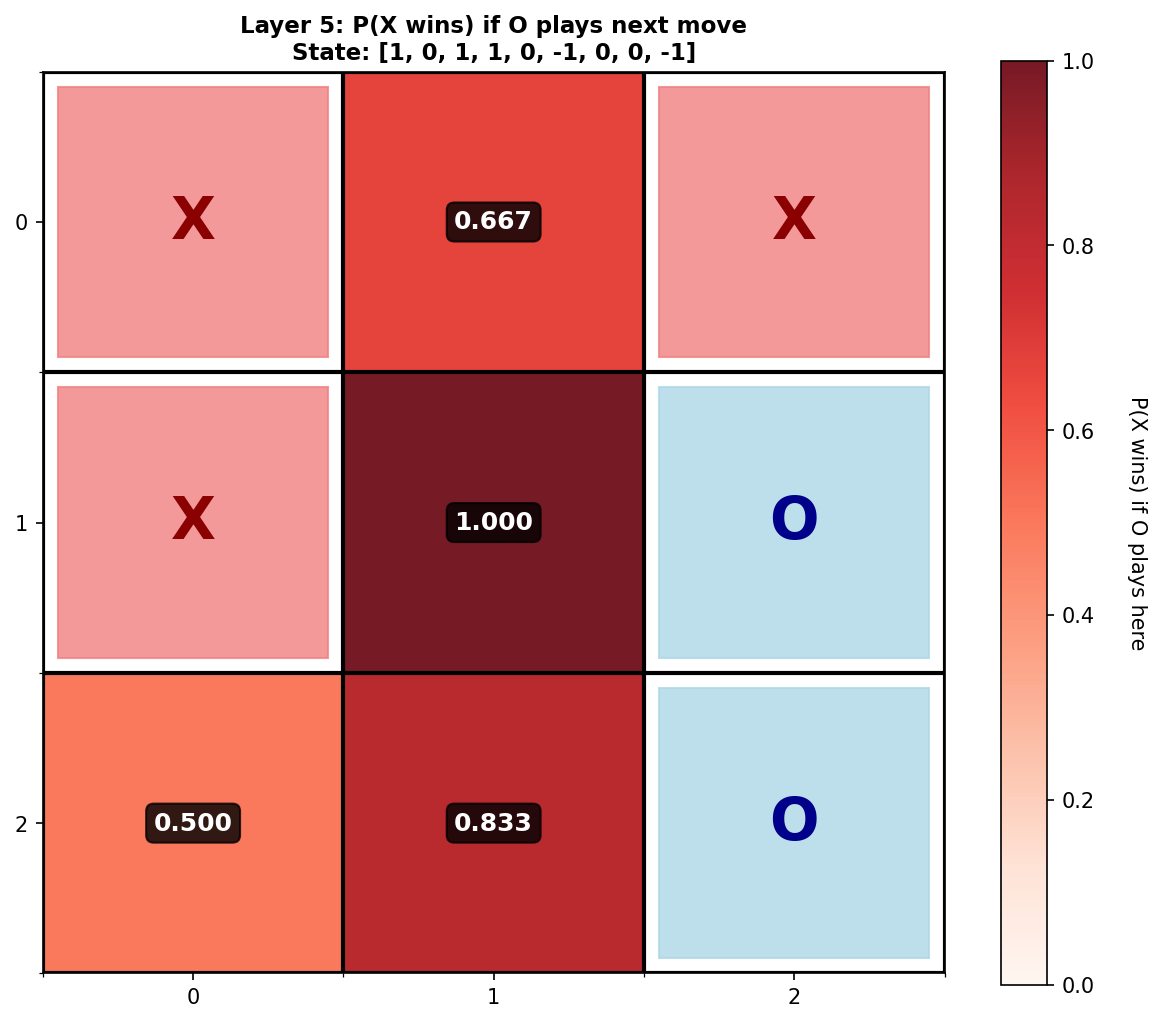 Layer 5: P(X wins) if O plays next move
State: [1, 0, 1, 1, 0, -1, 0, 0, -1]
X
0.667
X
X
1.000
O
0.500
0.833
O
0
1
2
0
1
2
1.0
0.8
0.6
0.4
0.2
0.0
P(X wins) if O plays here